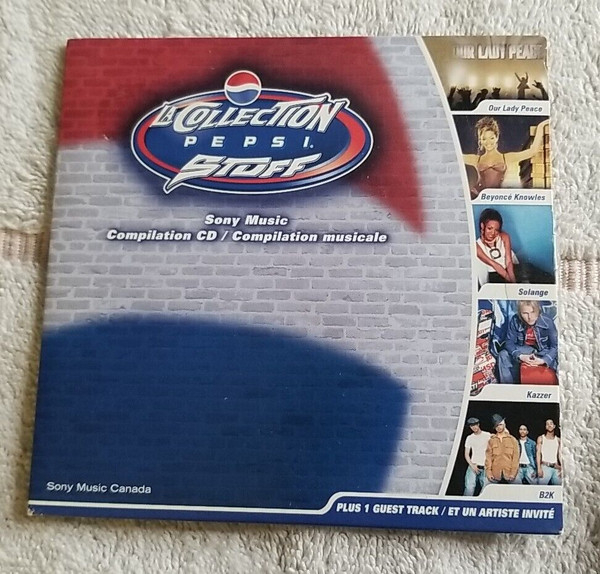 LA COLLECTION
PEPSI
STUFF
Sony Music
Compilation CD / Compilation musicale
OUR LADY PEACE
Our Lady Peace
Beyoncé Knowles
Solange
Kazzer
B2K
Sony Music Canada
PLUS 1 GUEST TRACK / ET UN ARTISTE INVITÉ